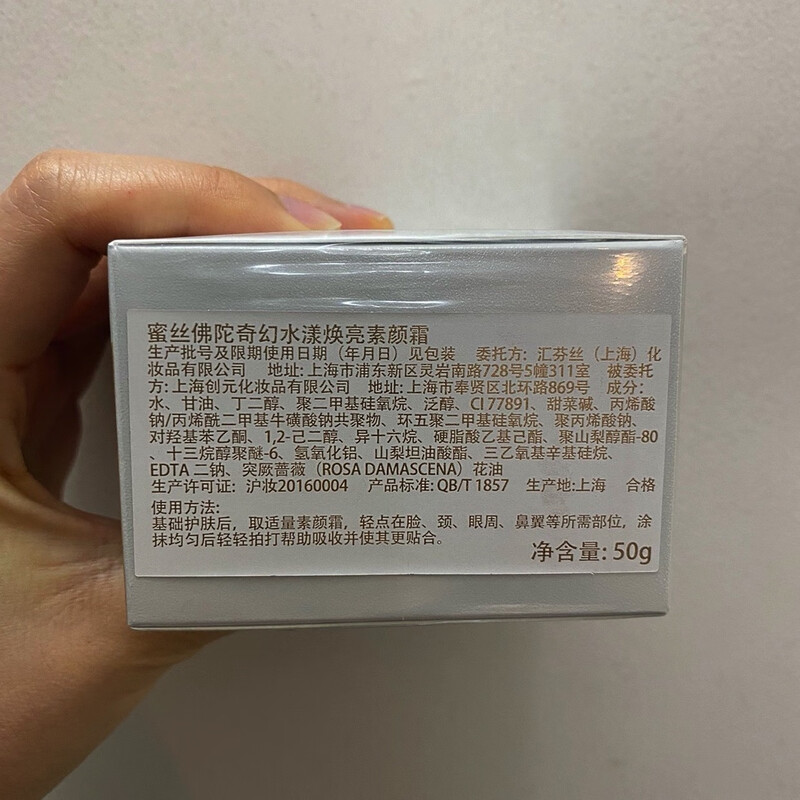 蜜丝佛陀奇幻水漾焕亮素颜霜
生产批号及限期使用日期（年月日）见包装 委托方：汇芬丝（上海）化
妆品有限公司 地址：上海市浦东新区灵岩南路728号5幢311室 被委托
方：上海创元化妆品有限公司 地址：上海市奉贤区北环路869号 成分：
水、甘油、丁二醇、聚二甲基硅氧烷、泛醇、CI 77891、甜菜碱、丙烯酸
钠/丙烯酰二甲基牛磺酸钠共聚物、环五聚二甲基硅氧烷、聚丙烯酸钠、
对羟基苯乙酮、1,2-己二醇、异十六烷、硬脂酸乙基己酯、聚山梨醇酯-80
、十三烷醇聚醚-6、氢氧化铝、山梨坦油酸酯、三乙氧基辛基硅烷、
EDTA 二钠、突厥蔷薇（ROSA DAMASCENA）花油
生产许可证：沪妆20160004 产品标准: QB/T 1857 生产地:上海 合格
使用方法：
基础护肤后，取适量素颜霜，轻点在脸、颈、眼周、鼻翼等所需部位，涂
抹均匀后轻轻拍打帮助吸收并使其更贴合。
净含量: 50g